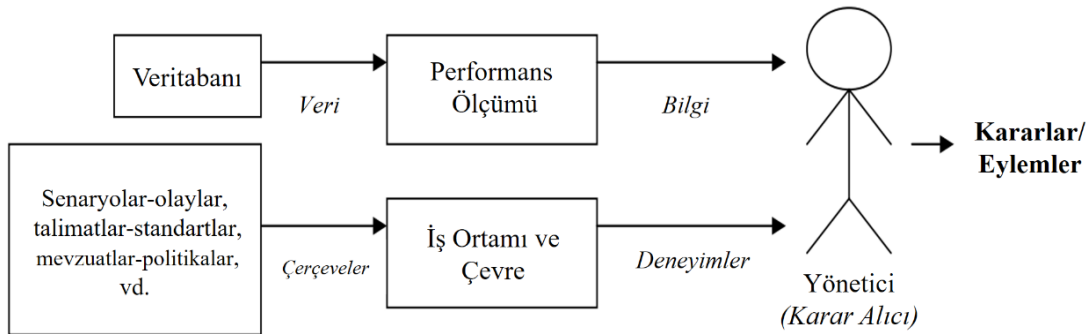 Veritabanı
Veri
Performans
Ölçümü
Bilgi
Kararlar/
Eylemler
Senaryolar-olaylar,
talimatlar-standartlar,
mevzuatlar-politikalar,
vd.
Çerçeveler
İş Ortamı ve
Çevre
Deneyimler
Yönetici
(Karar Alıcı)